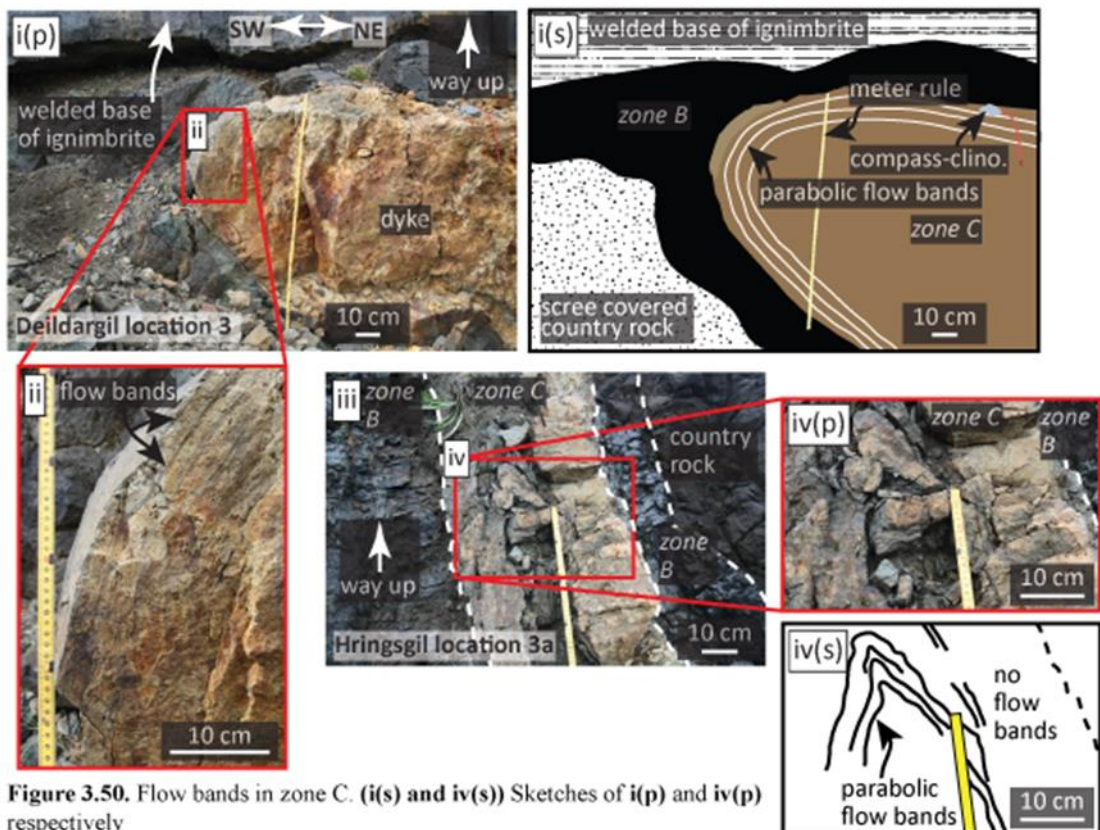 i(p)
SW
NE
way up
welded base
of ignimbrite
ii
dyke
Deildargil location 3
10 cm
i(s)
welded base of ignimbrite
zone B
meter rule
compass-clino.
parabolic flow bands
zone C
scree covered
country rock
10 cm
ii
flow bands
10 cm
iii
zone
B
zone C
country
rock
iv
way up
zone
B
Hringsgil location 3a
10 cm
iv(p)
zone C
zone
B
10 cm
iv(s)
no
flow
bands
parabolic
flow bands
10 cm
Figure 3.50. Flow bands in zone C. (i(s) and iv(s)) Sketches of i(p) and iv(p)
respectively